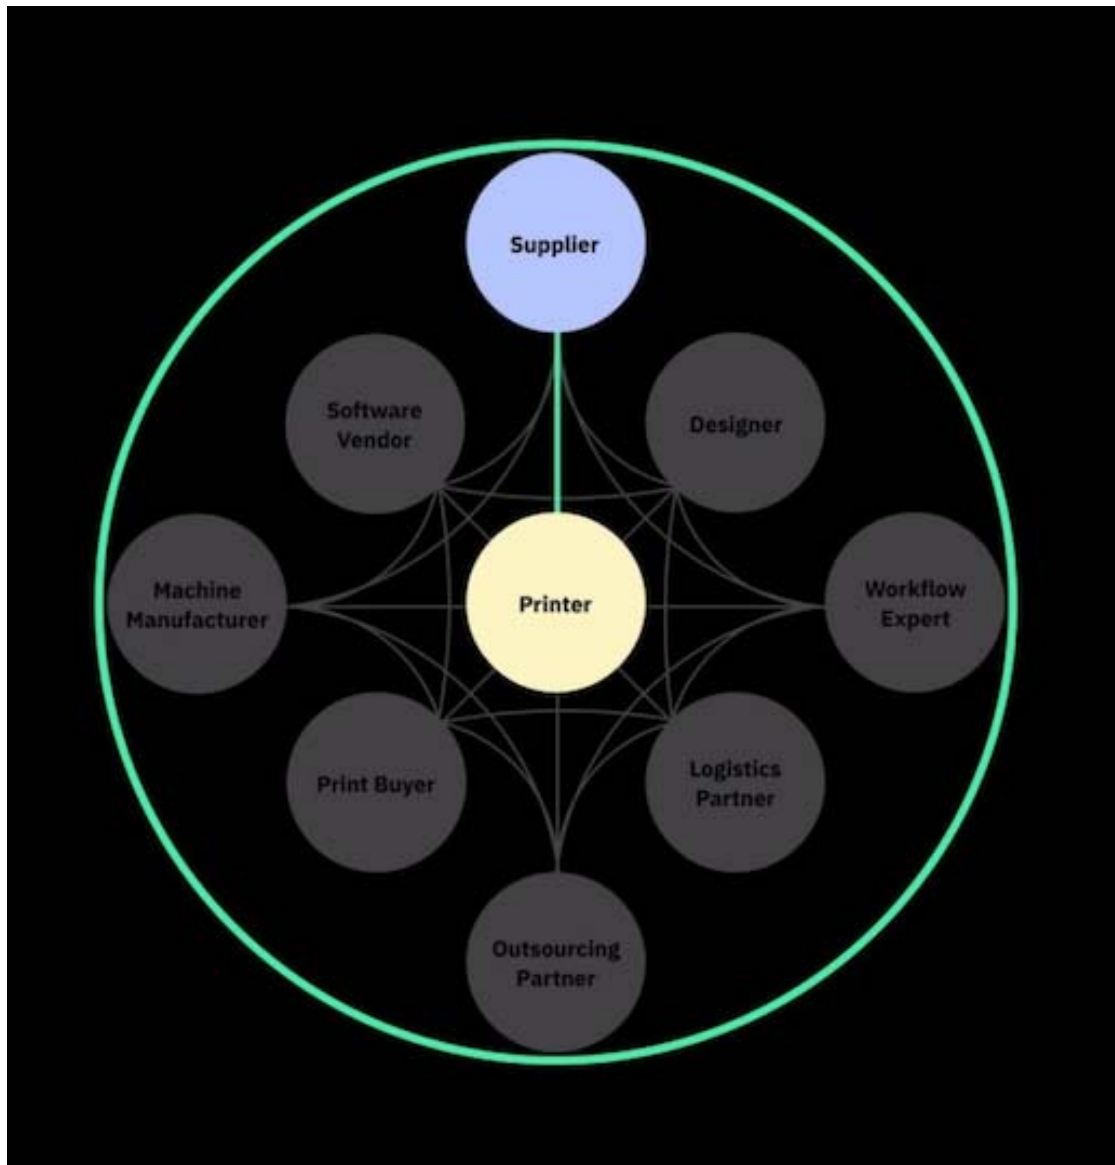 Supplier
Software
Vendor
Designer
Machine
Manufacturer
Printer
Workflow
Expert
Print Buyer
Logistics
Partner
Outsourcing
Partner